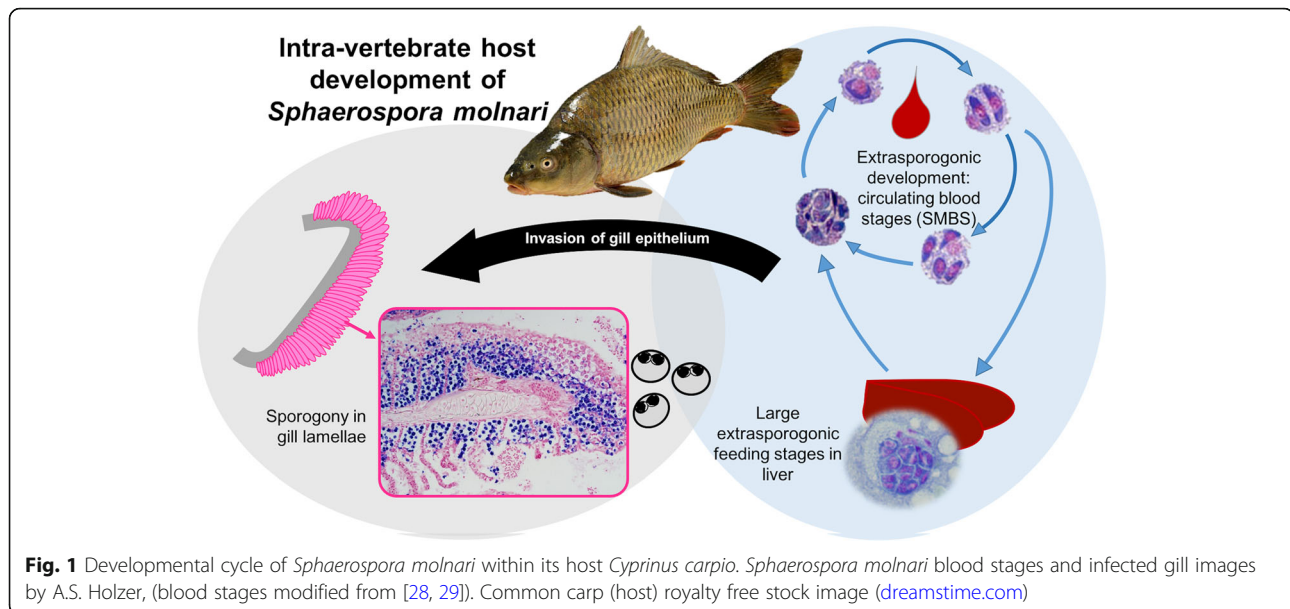 Intra-vertebrate host
development of
Sphaerospora molnari
Extrasporogonic
development:
circulating blood
stages (SMBS)
Invasion of gill epithelium
Sporogony in
gill lamellae
Large
extrasporogonic
feeding stages in
liver
Fig. 1 Developmental cycle of Sphaerospora molnari within its host Cyprinus carpio. Sphaerospora molnari blood stages and infected gill images
by A.S. Holzer, (blood stages modified from [28, 29]). Common carp (host) royalty free stock image (dreamstime.com)